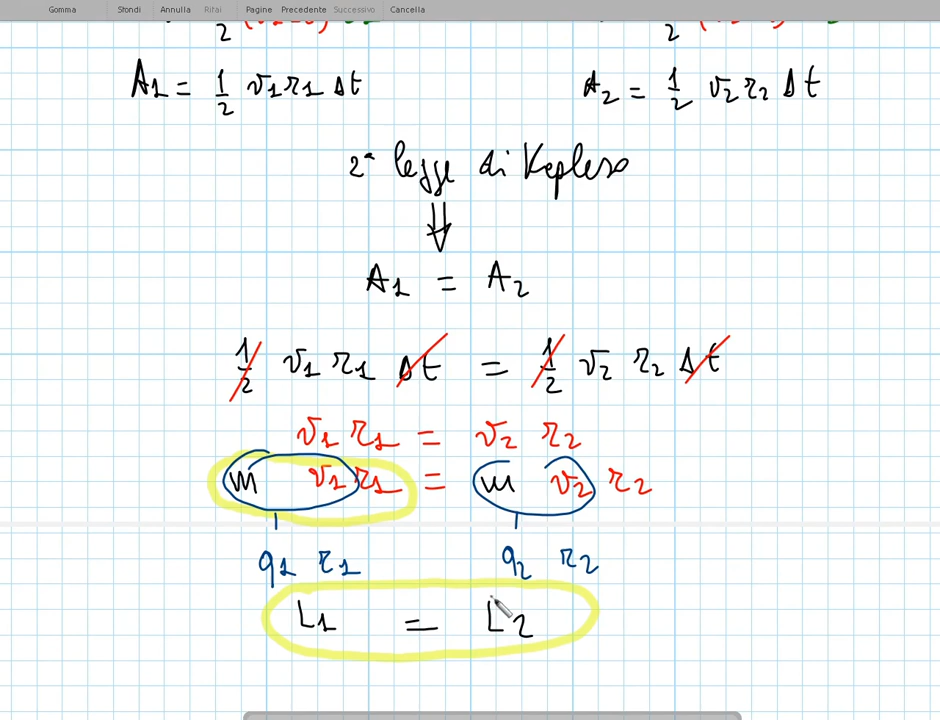 Gomma Sfondi Annulla Rifai Pagine Precedente Successivo Cancella
2 2
A1 = 1/2 v1 r1 Δt A2 = 1/2 v2 r2 Δt
2ª legge di Keplero
⇓
A1 = A2
1/2 v1 r1 Δt = 1/2 v2 r2 Δt
v1 r1 = v2 r2
m v1 r1 = m v2 r2
q1 r1 q2 r2
L1 = L2